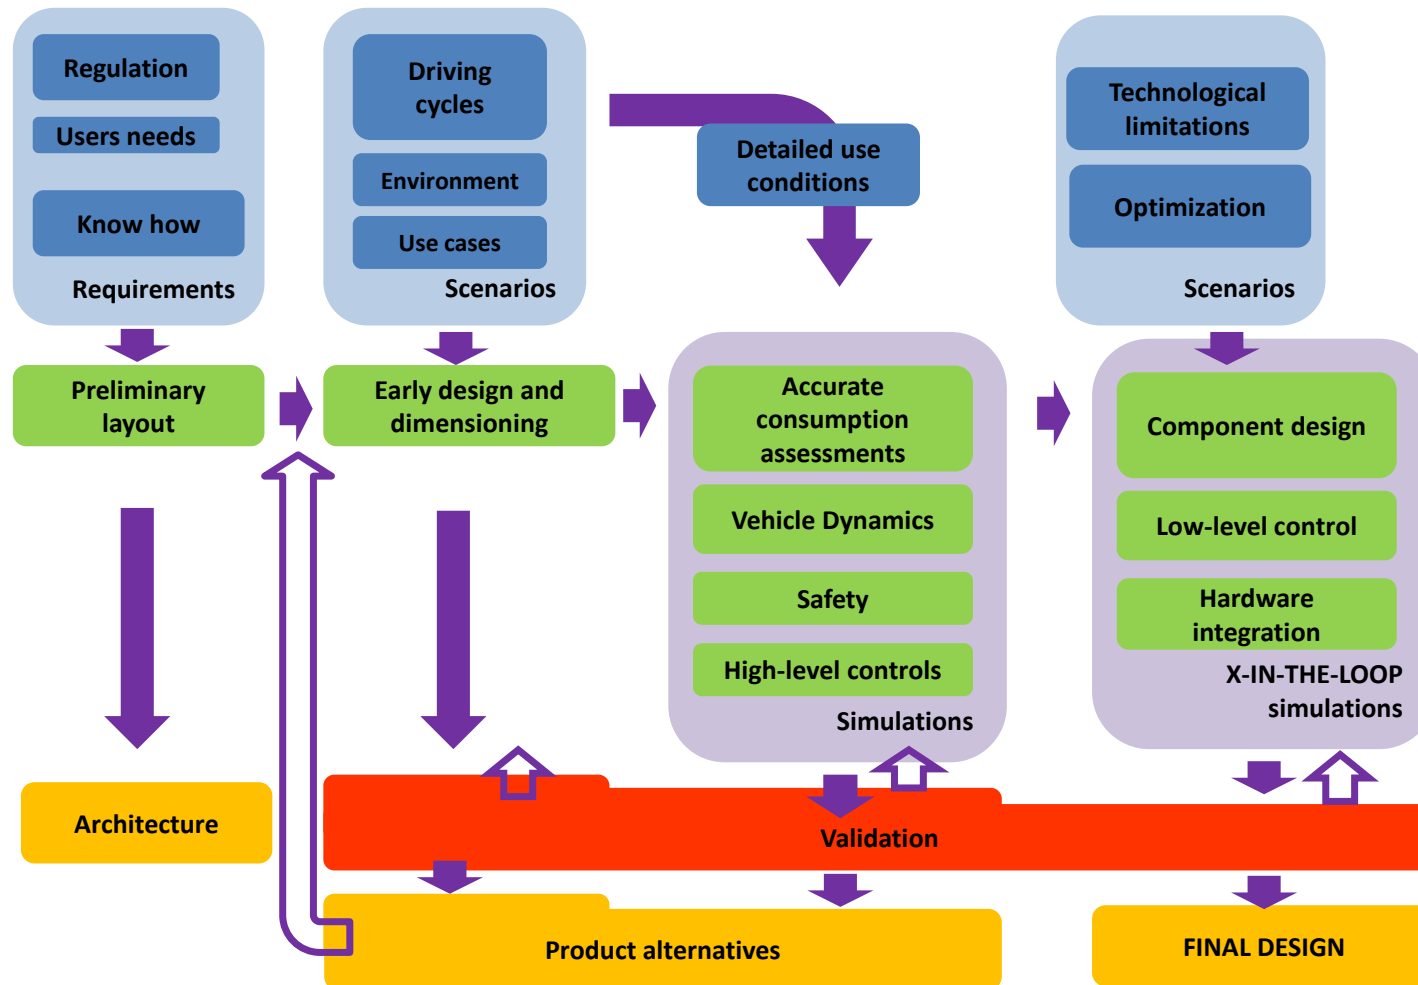 Regulation
Users needs
Know how
Requirements
Driving
cycles
Environment
Use cases
Scenarios
Detailed use
conditions
Technological
limitations
Optimization
Scenarios
Preliminary
layout
Early design and
dimensioning
Accurate
consumption
assessments
Vehicle Dynamics
Safety
High-level controls
Simulations
Component design
Low-level control
Hardware
integration
X-IN-THE-LOOP
simulations
Architecture
Validation
Product alternatives
FINAL DESIGN